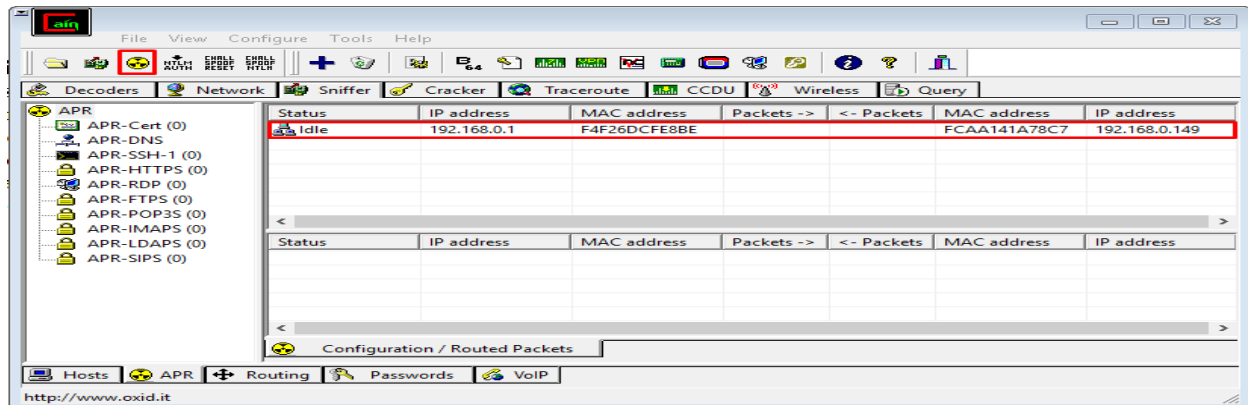 Cain
File View Configure Tools Help
NTLM AUTH CHALL SPOOF RESET CHALL SPOOF NTLM B64
Decoders Network Sniffer Cracker Traceroute CCDU Wireless Query
APR
APR-Cert (0)
APR-DNS
APR-SSH-1 (0)
APR-HTTPS (0)
APR-RDP (0)
APR-FTPS (0)
APR-POP3S (0)
APR-IMAPS (0)
APR-LDAPS (0)
APR-SIPS (0)
Status IP address MAC address Packets -> <- Packets MAC address IP address
Idle 192.168.0.1 F4F26DCFE8BE FCAA141A78C7 192.168.0.149
Status IP address MAC address Packets -> <- Packets MAC address IP address
Configuration / Routed Packets
Hosts APR Routing Passwords VoIP
http://www.oxid.it